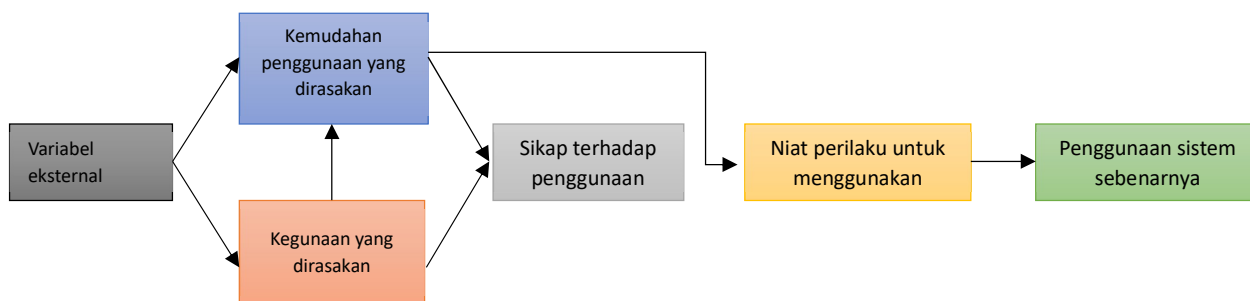 Kemudahan
penggunaan yang
dirasakan
Variabel
eksternal
Sikap terhadap
penggunaan
Niat perilaku untuk
menggunakan
Penggunaan sistem
sebenarnya
Kegunaan yang
dirasakan